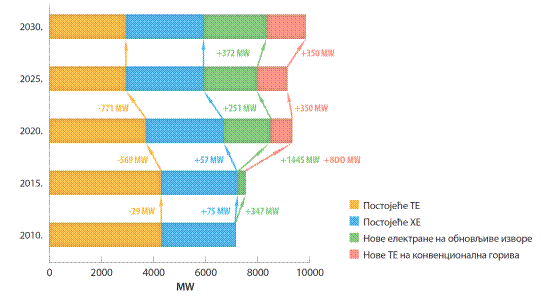 2030.
+372 MW
+350 MW
2025.
-771 MW
+251 MW
+350 MW
2020.
-569 MW
+57 MW
+1445 MW
+800 MW
2015.
-29 MW
+75 MW
+347 MW
2010.
0
2000
4000
6000
8000
10000
MW
Постојеће ТЕ
Постојеће ХЕ
Нове електране на обновљиве изворе
Нове ТЕ на конвенционална горива